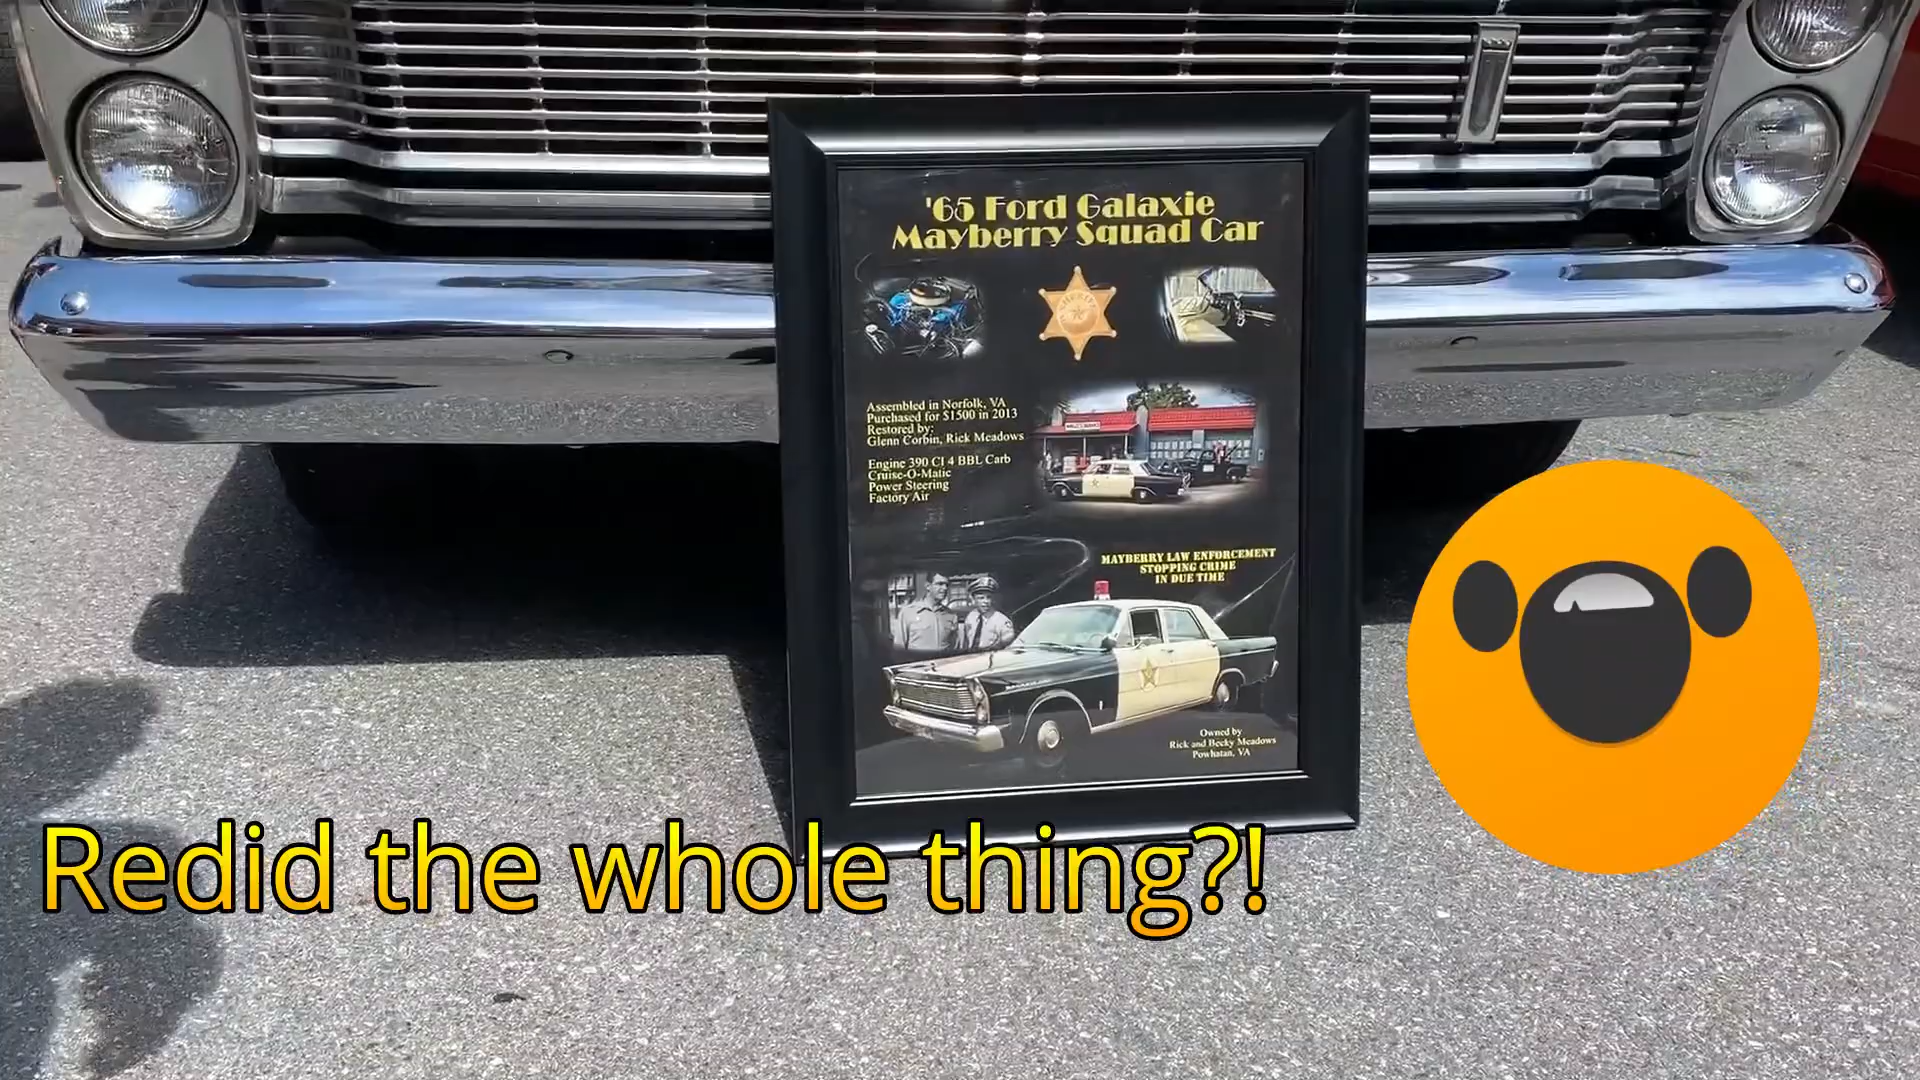 '65 Ford Galaxie
Mayberry Squad Car
SHERIFF
Assembled in Norfolk, VA
Purchased for $1500 in 2013
Restored by:
Glenn Corbin, Rick Meadows
Engine 390 CI 4 BBL Carb
Cruise-O-Matic
Power Steering
Factory Air
MAYBERRY LAW ENFORCEMENT
STOPPING CRIME
IN DUE TIME
Owned by
Rick and Becky Meadows
Powhatan, VA
Redid the whole thing?!